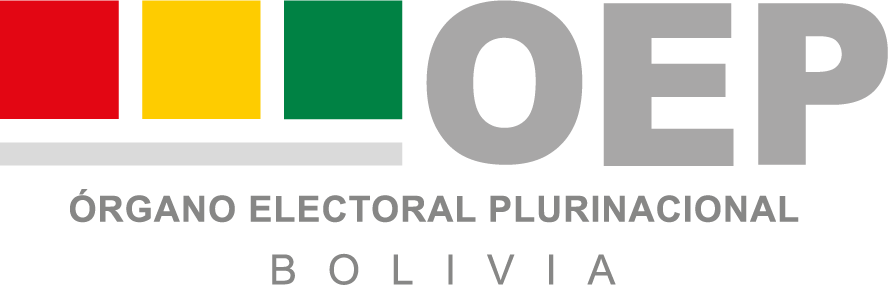 OEP
ÓRGANO ELECTORAL PLURINACIONAL
BOLIVIA